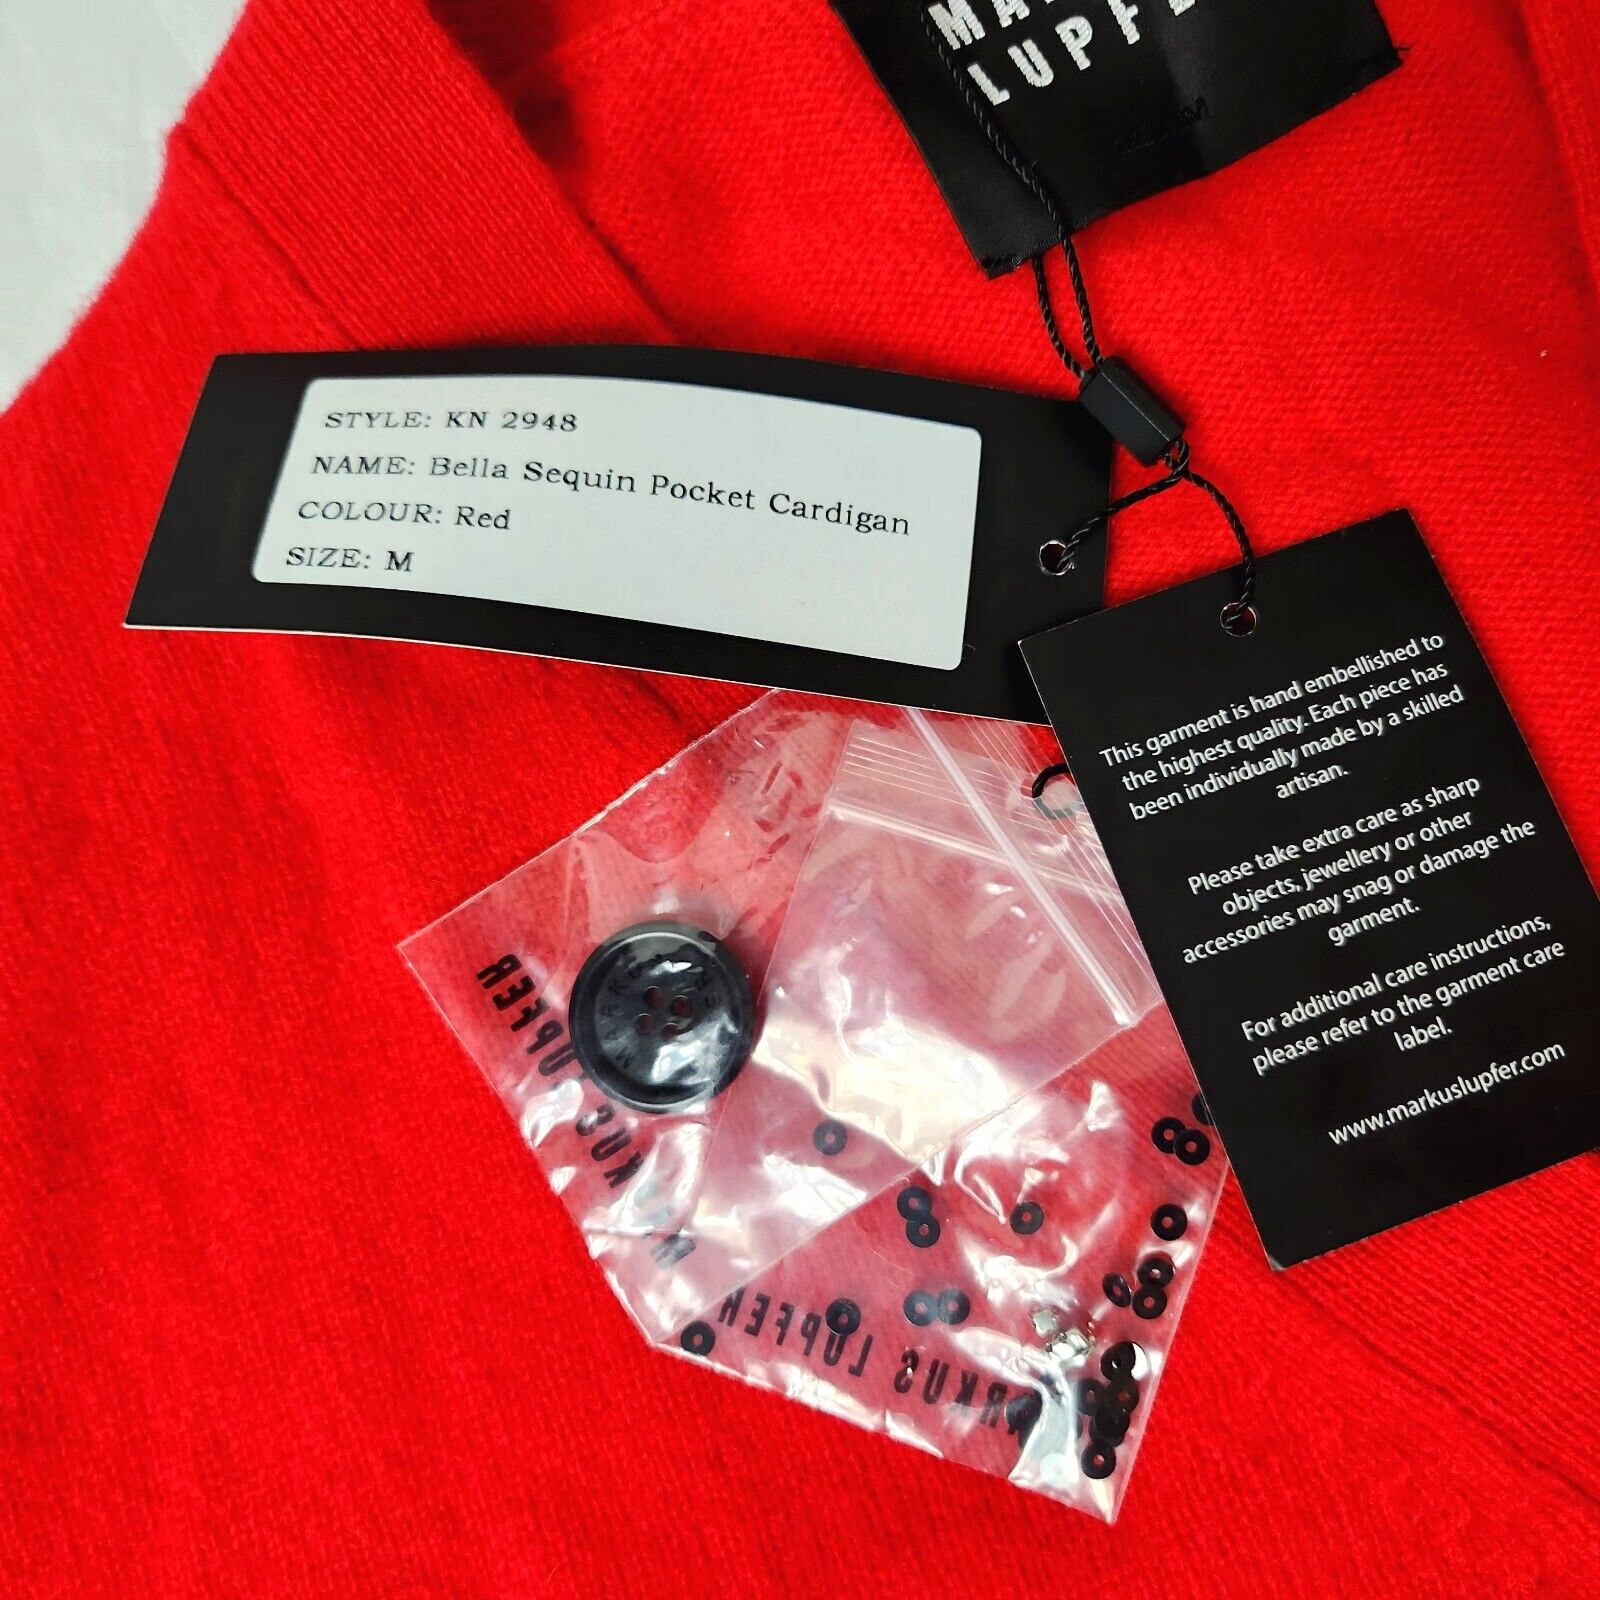 LUPFE
STYLE: KN 2948
NAME: Bella Sequin Pocket Cardigan
COLOUR: Red
SIZE: M
This garment is hand embellished to
the highest quality. Each piece has
been individually made by a skilled
artisan.
Please take extra care as sharp
objects, jewellery or other
accessories may snag or damage the
garment.
For additional care instructions,
please refer to the garment care
label.
www.markuslupfer.com
LUPFER
MARKUS LUPFER